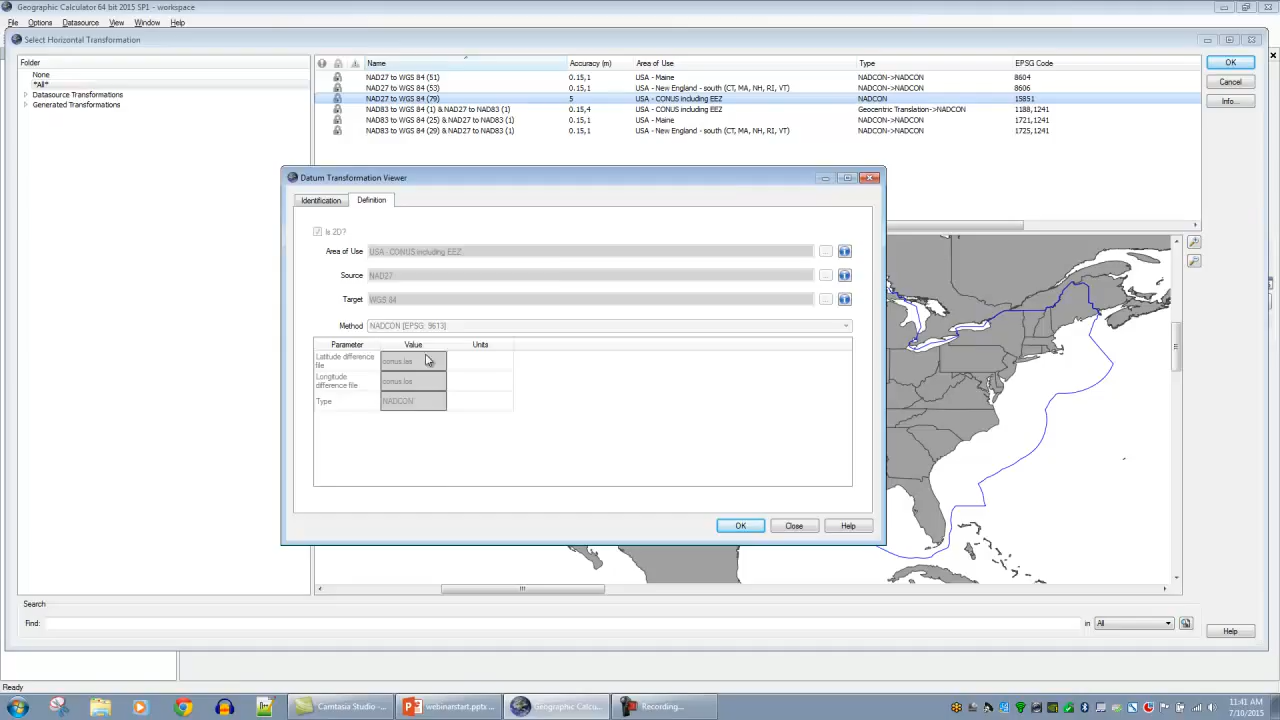 Geographic Calculator 64 bit 2015 SP1 - workspace
File Options Datasource View Window Help
Select Horizontal Transformation
Folder
None
*All*
Datasource Transformations
Generated Transformations
Name Accuracy (m) Area of Use Type EPSG Code
NAD27 to WGS 84 (51) 0.15,1 USA - Maine NADCON->NADCON 8604
NAD27 to WGS 84 (53) 0.15,1 USA - New England - south (CT, MA, NH, RI, VT) NADCON->NADCON 8606
NAD27 to WGS 84 (79) 5 USA - CONUS including EEZ NADCON 15851
NAD83 to WGS 84 (1) & NAD27 to NAD83 (1) 0.15,4 USA - CONUS including EEZ Geocentric Translation->NADCON 1188,1241
NAD83 to WGS 84 (25) & NAD27 to NAD83 (1) 0.15,1 USA - Maine NADCON->NADCON 1721,1241
NAD83 to WGS 84 (29) & NAD27 to NAD83 (1) 0.15,1 USA - New England - south (CT, MA, NH, RI, VT) NADCON->NADCON 1725,1241
OK
Cancel
Info...
Datum Transformation Viewer
Identification Definition
Is 2D?
Area of Use USA - CONUS including EEZ ...
Source NAD27 ...
Target WGS 84 ...
Method NADCON [EPSG: 9613]
Parameter Value Units
Latitude difference file conus.las
Longitude difference file conus.los
Type NADCON
OK Close Help
Search
Find: in All
Help
Ready
Camtasia Studio -... webinarstart.pptx ... Geographic Calcu... Recording...
11:41 AM
7/10/2015